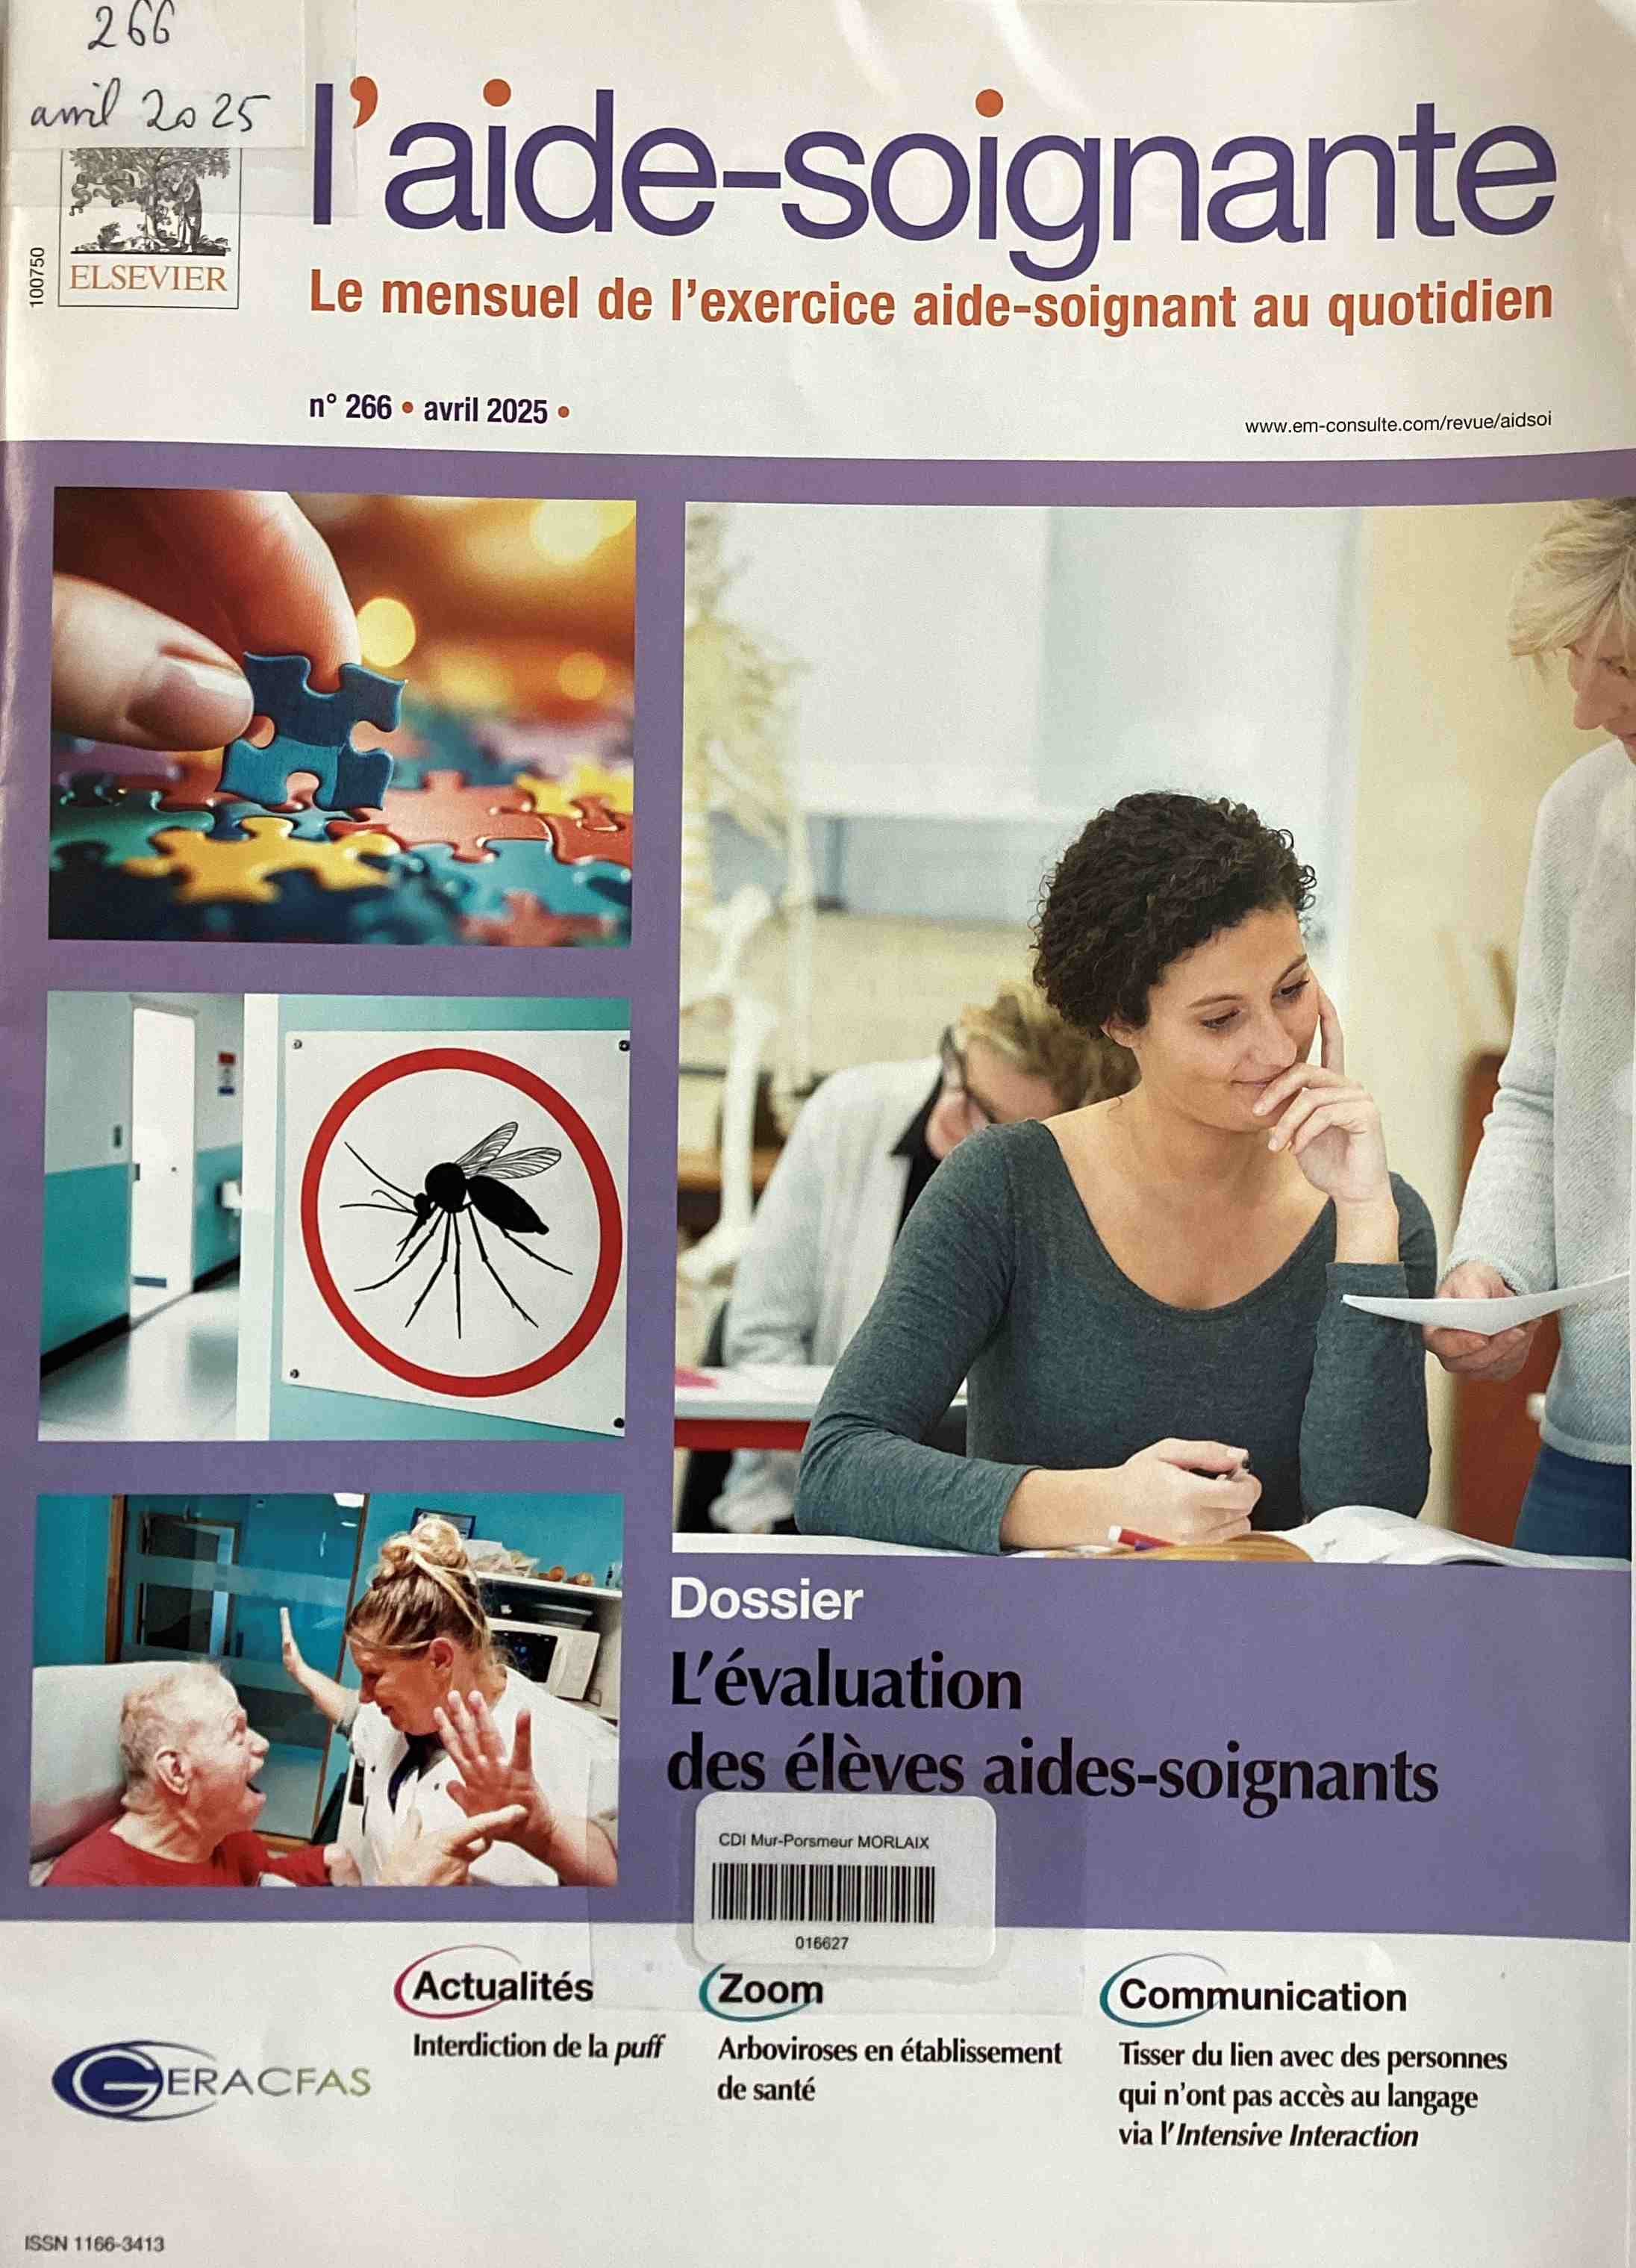 266
avril 2025
l'aide-soignante
ELSEVIER
100750
Le mensuel de l'exercice aide-soignant au quotidien
n° 266 • avril 2025 •
www.em-consulte.com/revue/aidsoi
Dossier
L'évaluation
des élèves aides-soignants
CDI Mur-Porsmeur MORLAIX
016627
Actualités
Interdiction de la puff
Zoom
Arboviroses en établissement
de santé
Communication
Tisser du lien avec des personnes
qui n'ont pas accès au langage
via l'Intensive Interaction
GERACFAS
ISSN 1166-3413